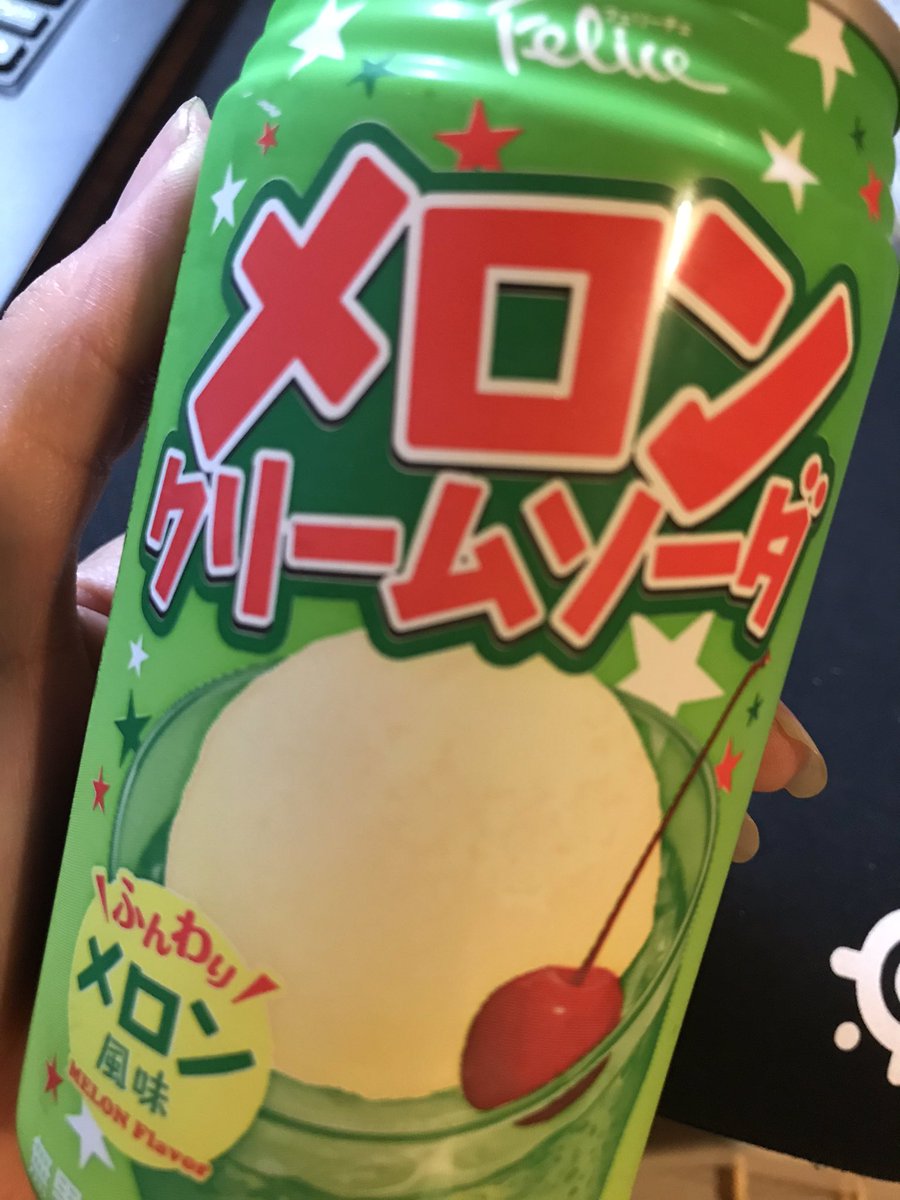 フェリーチェ
Felice
メロン
クリームソーダ
ふんわり
メロン
風味
MELON Flavor